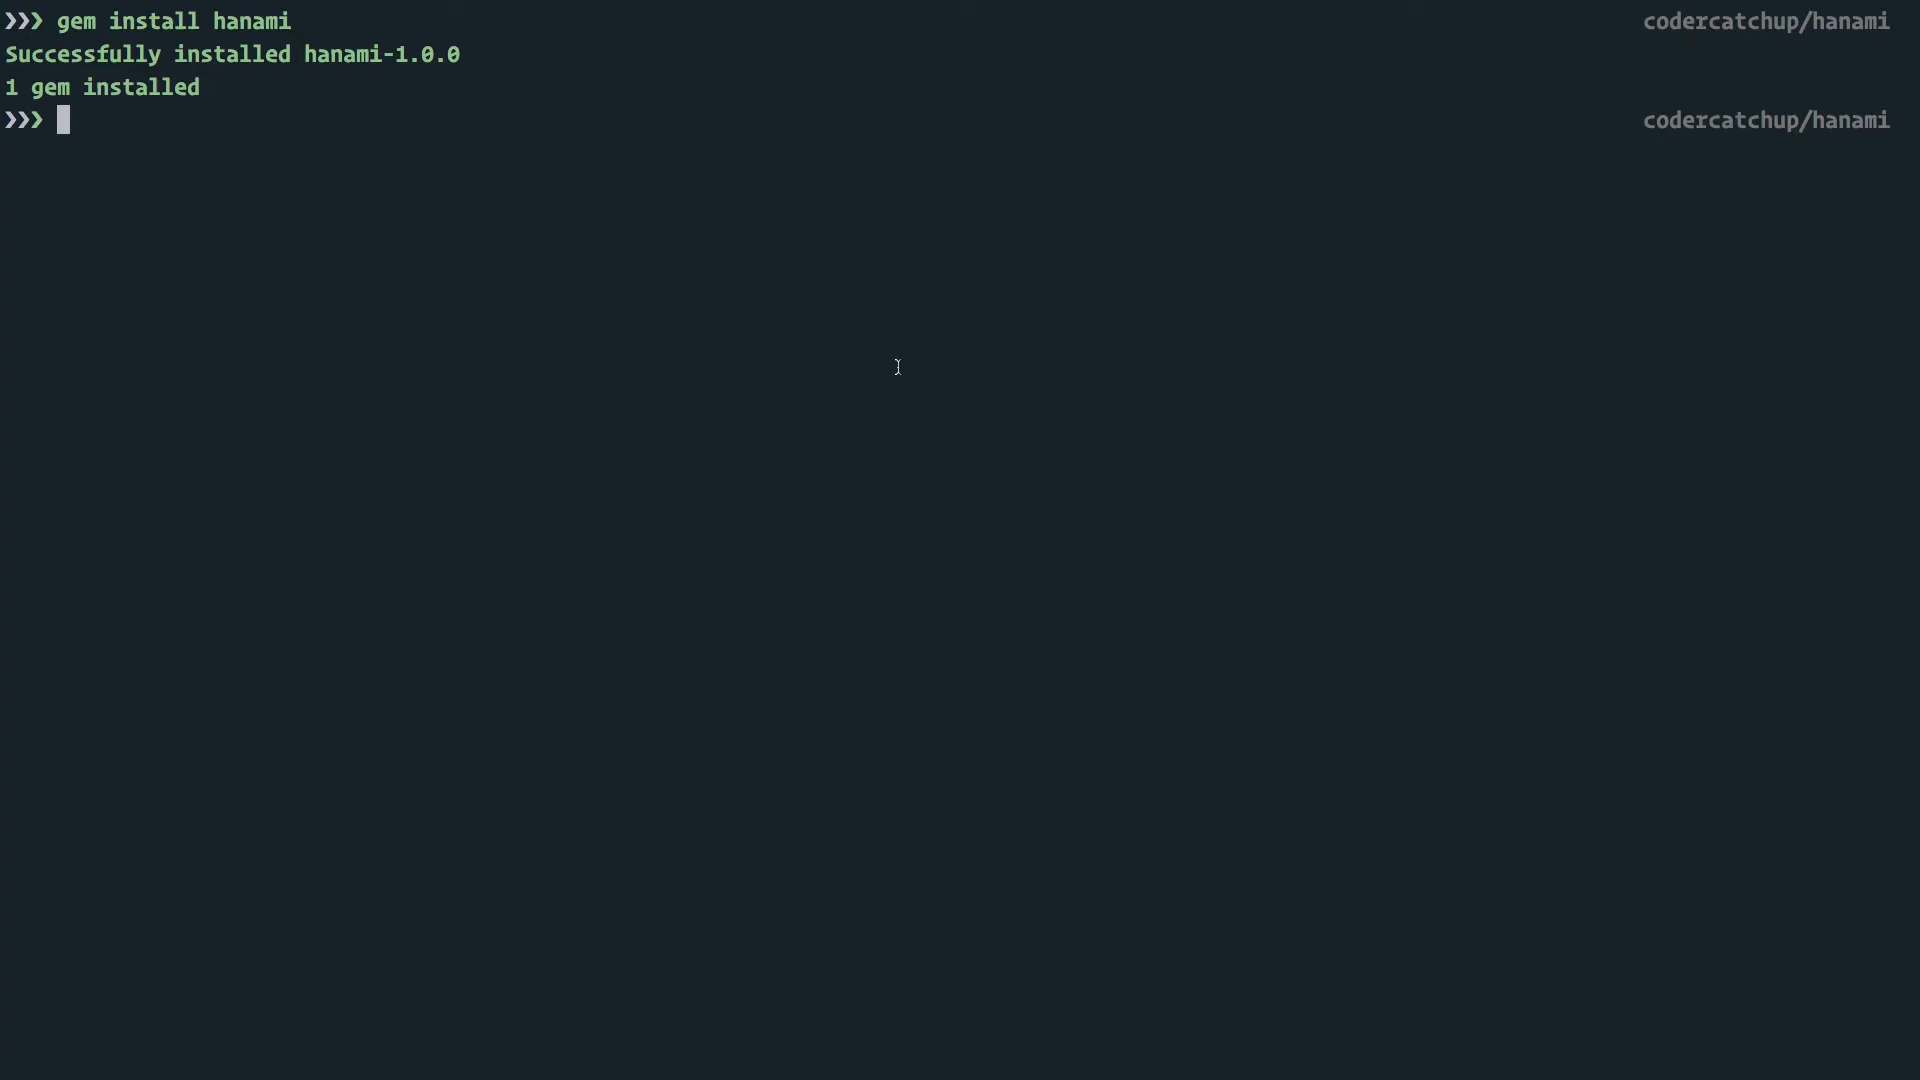 ❯❯❯ gem install hanami codercatchup/hanami
Successfully installed hanami-1.0.0
1 gem installed
❯❯❯ codercatchup/hanami